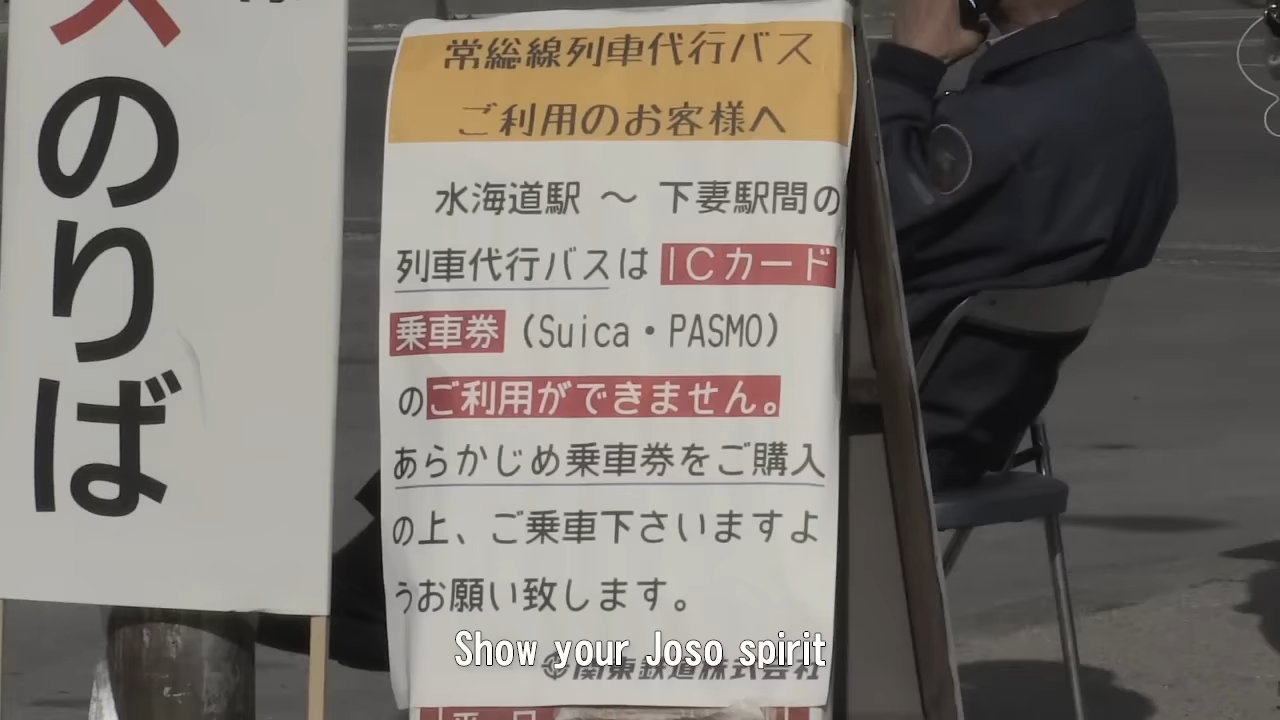 スのりば
常総線列車代行バス
ご利用のお客様へ
水海道駅 ～ 下妻駅間の
列車代行バスは ICカード
乗車券（Suica・PASMO）
のご利用ができません。
あらかじめ乗車券をご購入
の上、ご乗車下さいますよ
うお願い致します。
Show your Joso spirit
関東鉄道株式会社